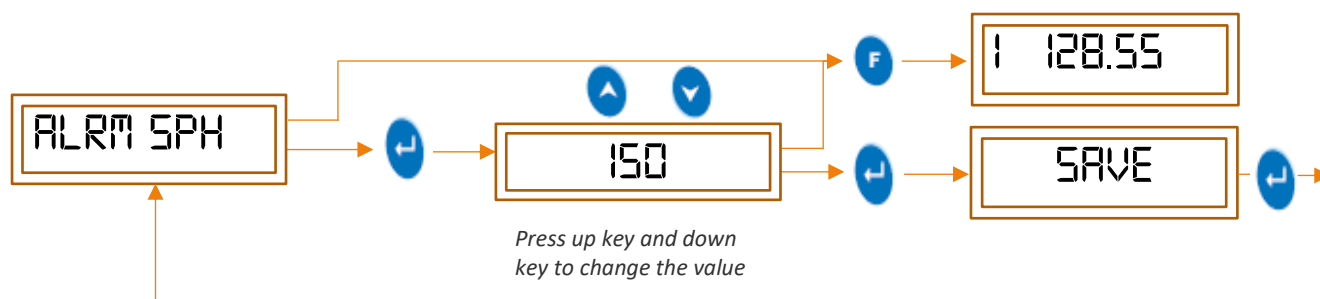 F
1 128.55
ALRM SPH
150
SAVE
Press up key and down
key to change the value